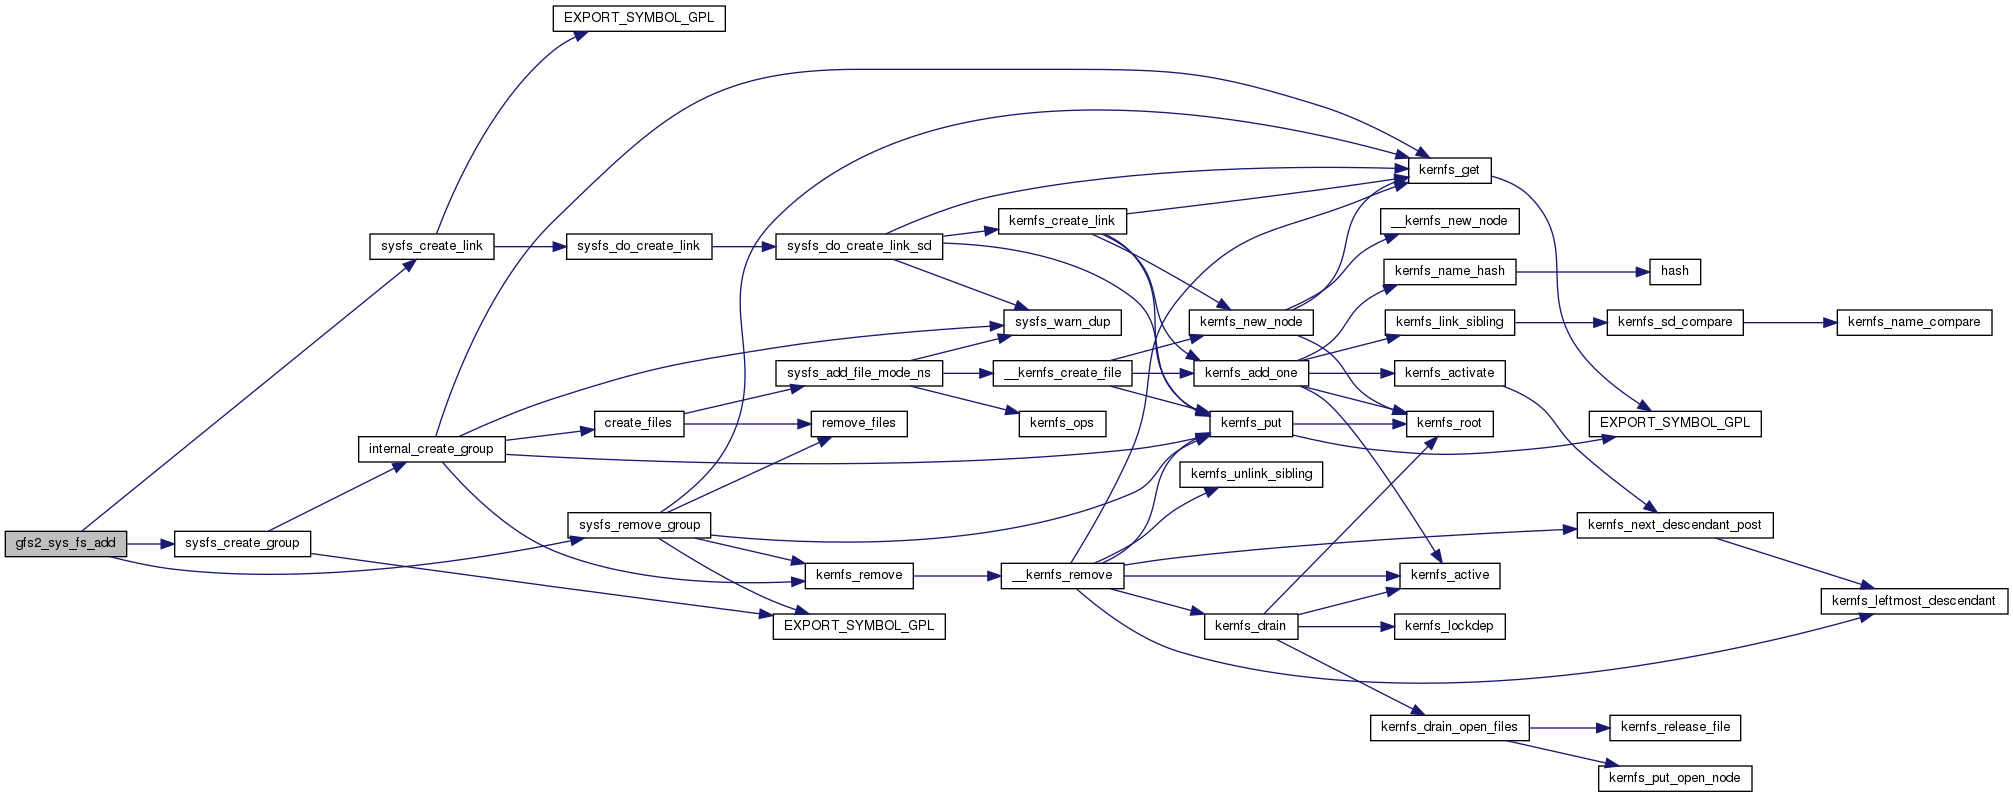 EXPORT_SYMBOL_GPL
kernfs_get
kernfs_create_link
__kernfs_new_node
sysfs_create_link
sysfs_do_create_link
sysfs_do_create_link_sd
kernfs_name_hash
hash
sysfs_warn_dup
kernfs_new_node
kernfs_link_sibling
kernfs_sd_compare
kernfs_name_compare
sysfs_add_file_mode_ns
__kernfs_create_file
kernfs_add_one
kernfs_activate
create_files
remove_files
kernfs_ops
kernfs_put
kernfs_root
EXPORT_SYMBOL_GPL
internal_create_group
kernfs_unlink_sibling
sysfs_remove_group
kernfs_next_descendant_post
gfs2_sys_fs_add
sysfs_create_group
kernfs_remove
__kernfs_remove
kernfs_active
kernfs_leftmost_descendant
EXPORT_SYMBOL_GPL
kernfs_drain
kernfs_lockdep
kernfs_drain_open_files
kernfs_release_file
kernfs_put_open_node